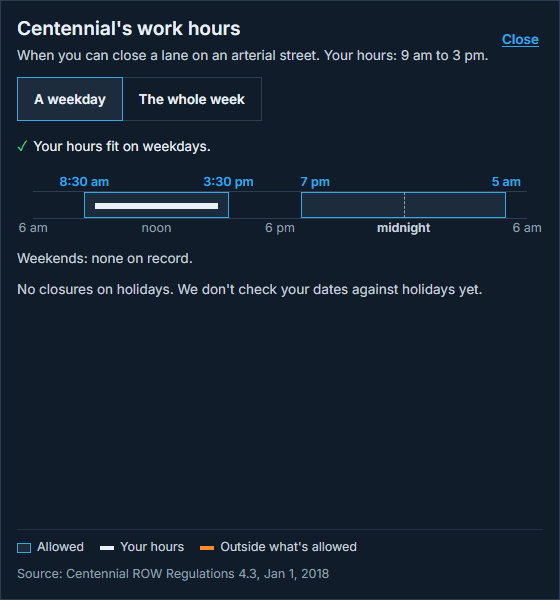 Centennial's work hours
Close
When you can close a lane on an arterial street. Your hours: 9 am to 3 pm.
A weekday
The whole week
✓ Your hours fit on weekdays.
8:30 am 3:30 pm 7 pm 5 am
6 am noon 6 pm midnight 6 am
Weekends: none on record.
No closures on holidays. We don't check your dates against holidays yet.
Allowed Your hours Outside what's allowed
Source: Centennial ROW Regulations 4.3, Jan 1, 2018